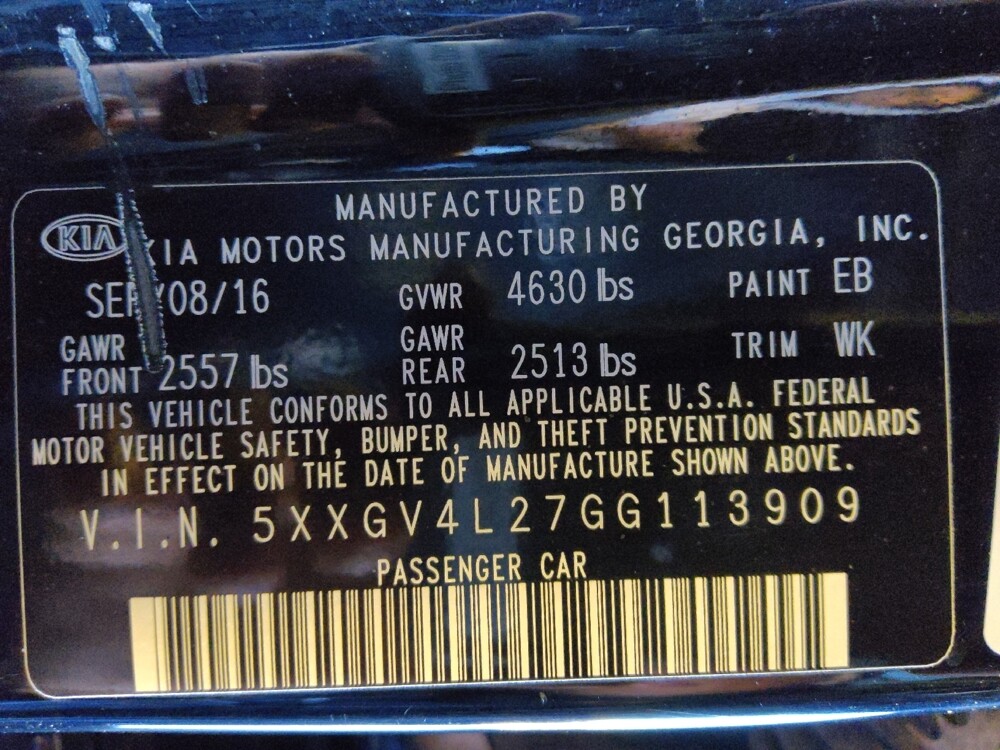 MANUFACTURED BY
KIA KIA MOTORS MANUFACTURING GEORGIA, INC.
SEP/08/16 GVWR 4630 lbs PAINT EB
GAWR FRONT 2557 lbs GAWR REAR 2513 lbs TRIM WK
THIS VEHICLE CONFORMS TO ALL APPLICABLE U.S.A. FEDERAL
MOTOR VEHICLE SAFETY, BUMPER, AND THEFT PREVENTION STANDARDS
IN EFFECT ON THE DATE OF MANUFACTURE SHOWN ABOVE.
V.I.N. 5XXGV4L27GG113909
PASSENGER CAR